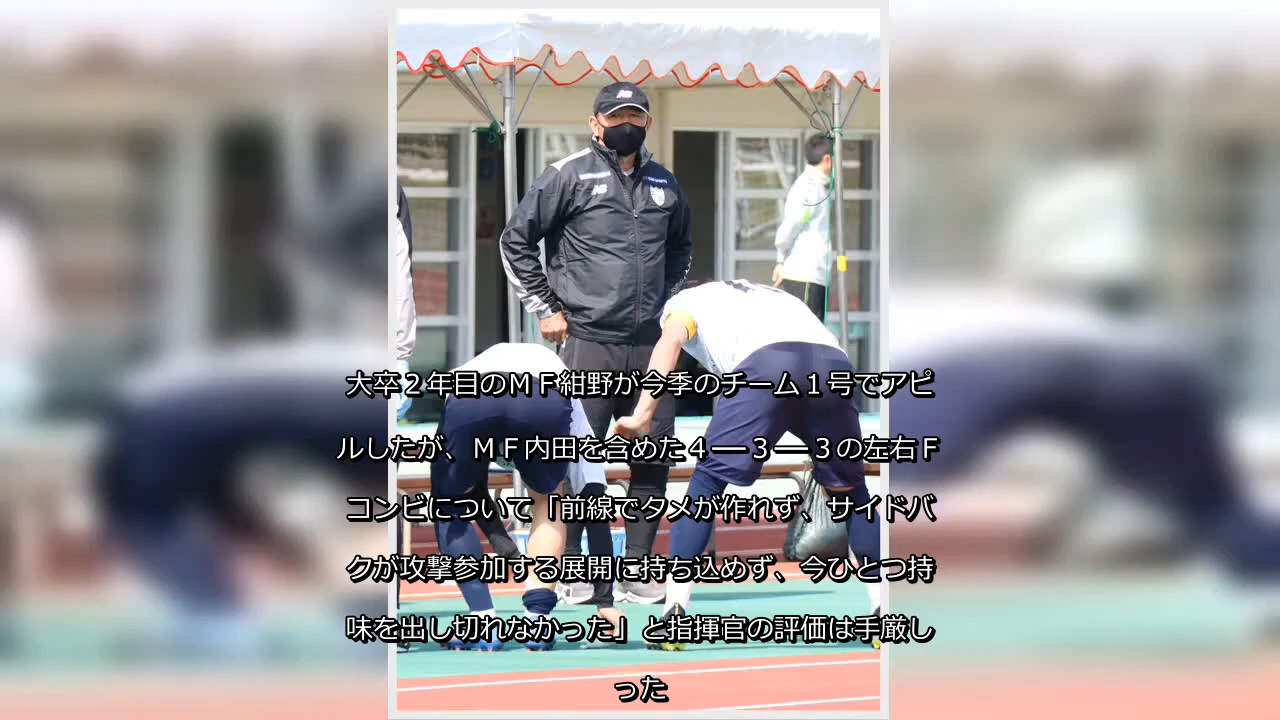 NB
NB
大卒２年目のＭＦ紺野が今季のチーム１号でアピ
ルしたが、ＭＦ内田を含めた４―３―３の左右Ｆ
コンビについて「前線でタメが作れず、サイドバ
クが攻撃参加する展開に持ち込めず、今ひとつ持
味を出し切れなかった」と指揮官の評価は手厳し
った